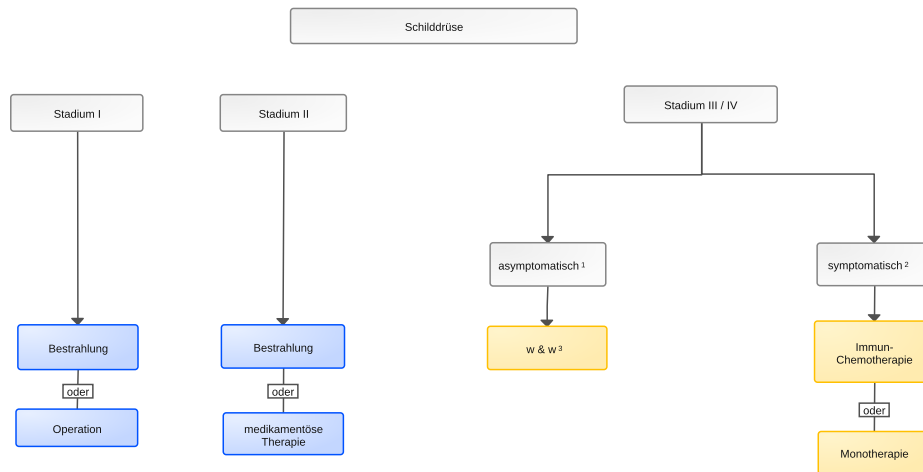 Schilddrüse
Stadium I
Stadium II
Stadium III / IV
asymptomatisch 1
symptomatisch 2
Bestrahlung
oder
Operation
Bestrahlung
oder
medikamentöse
Therapie
w & w 3
Immun-
Chemotherapie
oder
Monotherapie